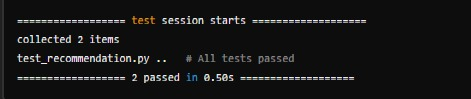 ================== test session starts ===================
collected 2 items
test_recommendation.py ..   # All tests passed
================== 2 passed in 0.50s ===================